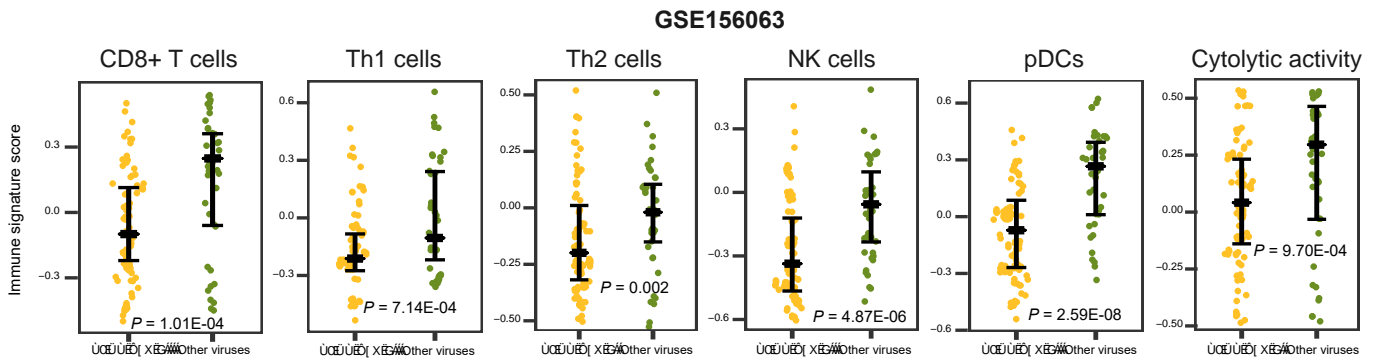 GSE156063
CD8+ T cells
Th1 cells
Th2 cells
NK cells
pDCs
Cytolytic activity
Immune signature score
0.3
0.0
−0.3
P = 1.01E-04
Other viruses
0.6
0.3
0.0
−0.3
P = 7.14E-04
Other viruses
0.50
0.25
0.00
−0.25
−0.50
P = 0.002
Other viruses
0.3
0.0
−0.3
−0.6
P = 4.87E-06
Other viruses
0.6
0.3
0.0
−0.3
−0.6
P = 2.59E-08
Other viruses
0.50
0.25
0.00
−0.25
−0.50
P = 9.70E-04
Other viruses